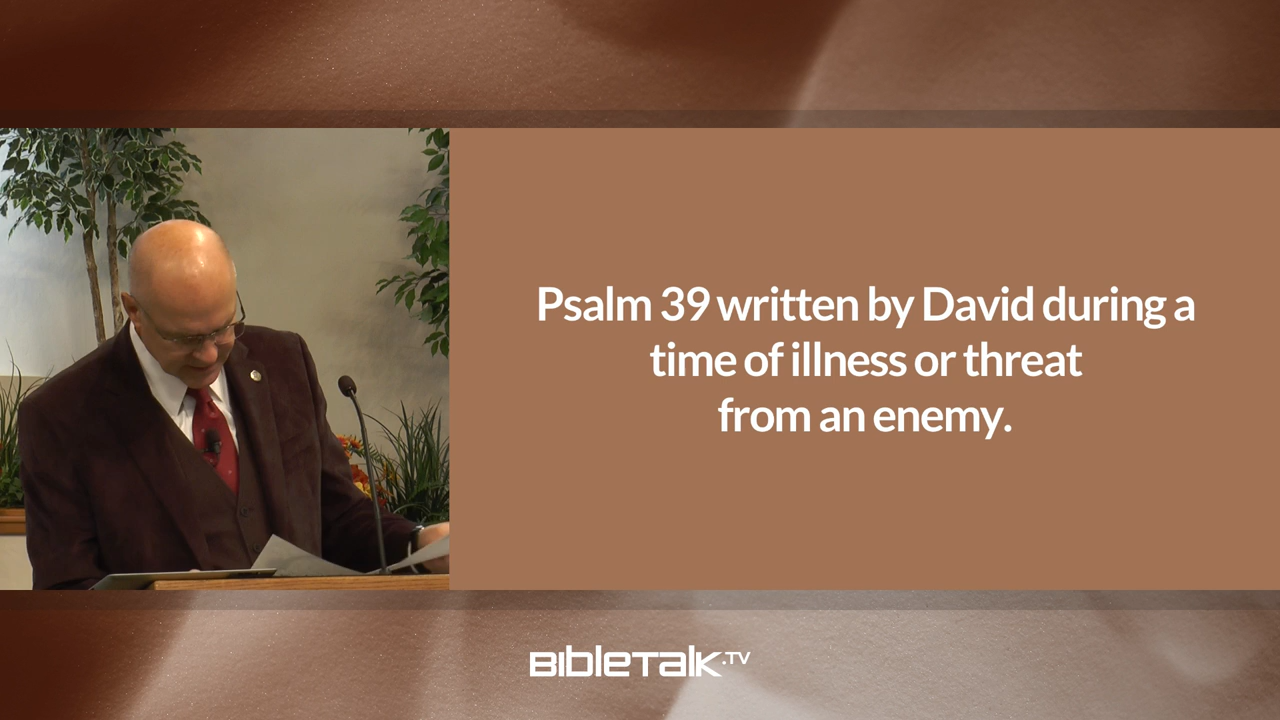 Psalm 39 written by David during a
time of illness or threat
from an enemy.
BibleTalk.TV